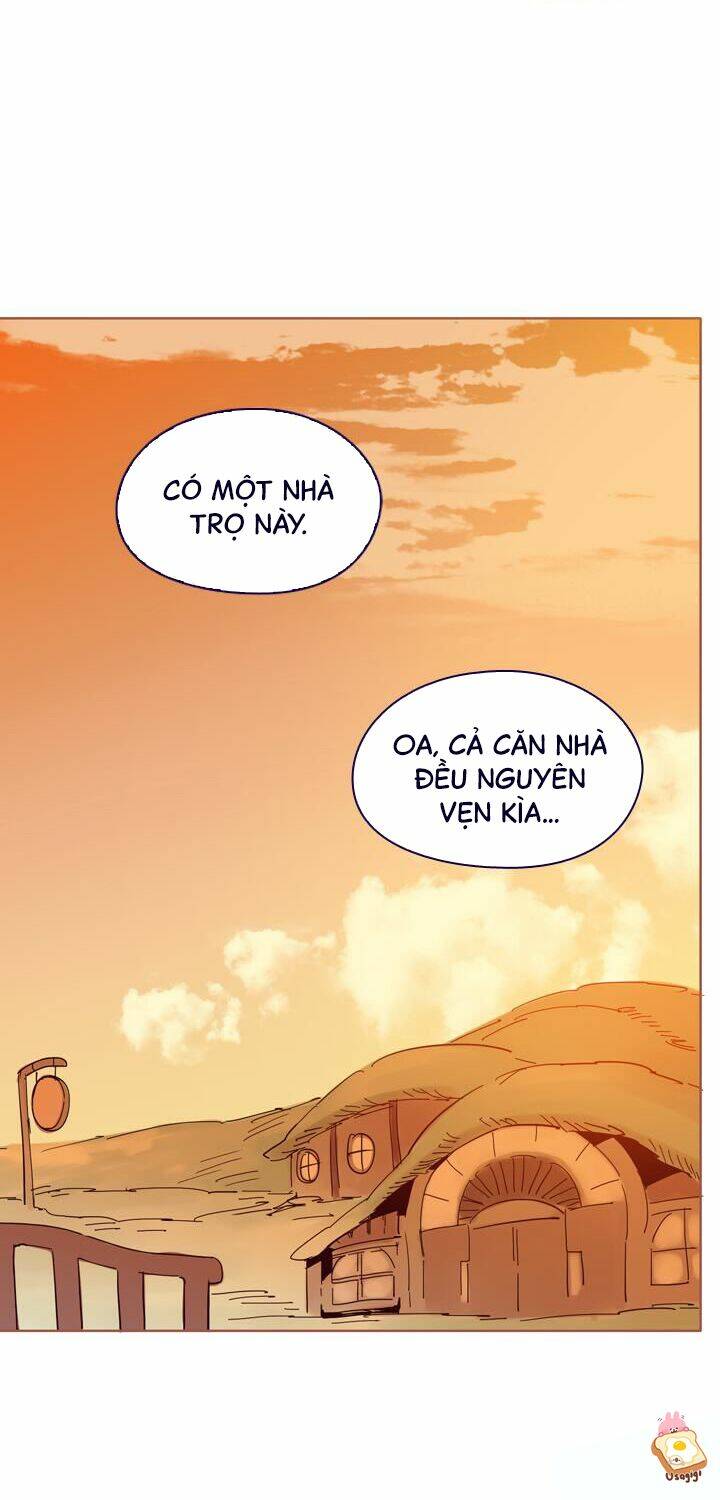 CÓ MỘT NHÀ
TRỌ NÀY.
OA, CẢ CĂN NHÀ
ĐỀU NGUYÊN
VẸN KÌA...
Usagigi